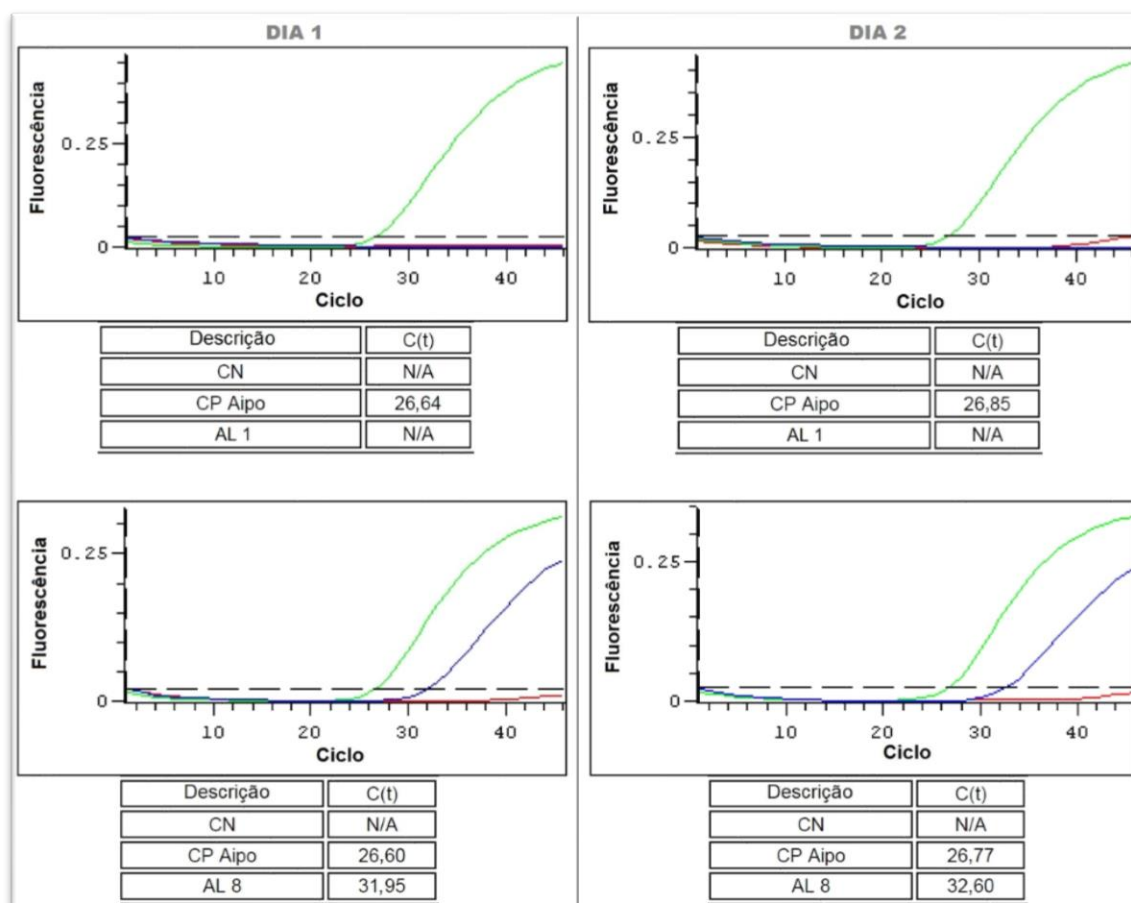 DIA 1
Fluorescência
0.25
0
10 20 30 40
Ciclo
Descrição C(t)
CN N/A
CP Aipo 26,64
AL 1 N/A
DIA 2
Fluorescência
0.25
0
10 20 30 40
Ciclo
Descrição C(t)
CN N/A
CP Aipo 26,85
AL 1 N/A
Fluorescência
0.25
0
10 20 30 40
Ciclo
Descrição C(t)
CN N/A
CP Aipo 26,60
AL 8 31,95
Fluorescência
0.25
0
10 20 30 40
Ciclo
Descrição C(t)
CN N/A
CP Aipo 26,77
AL 8 32,60